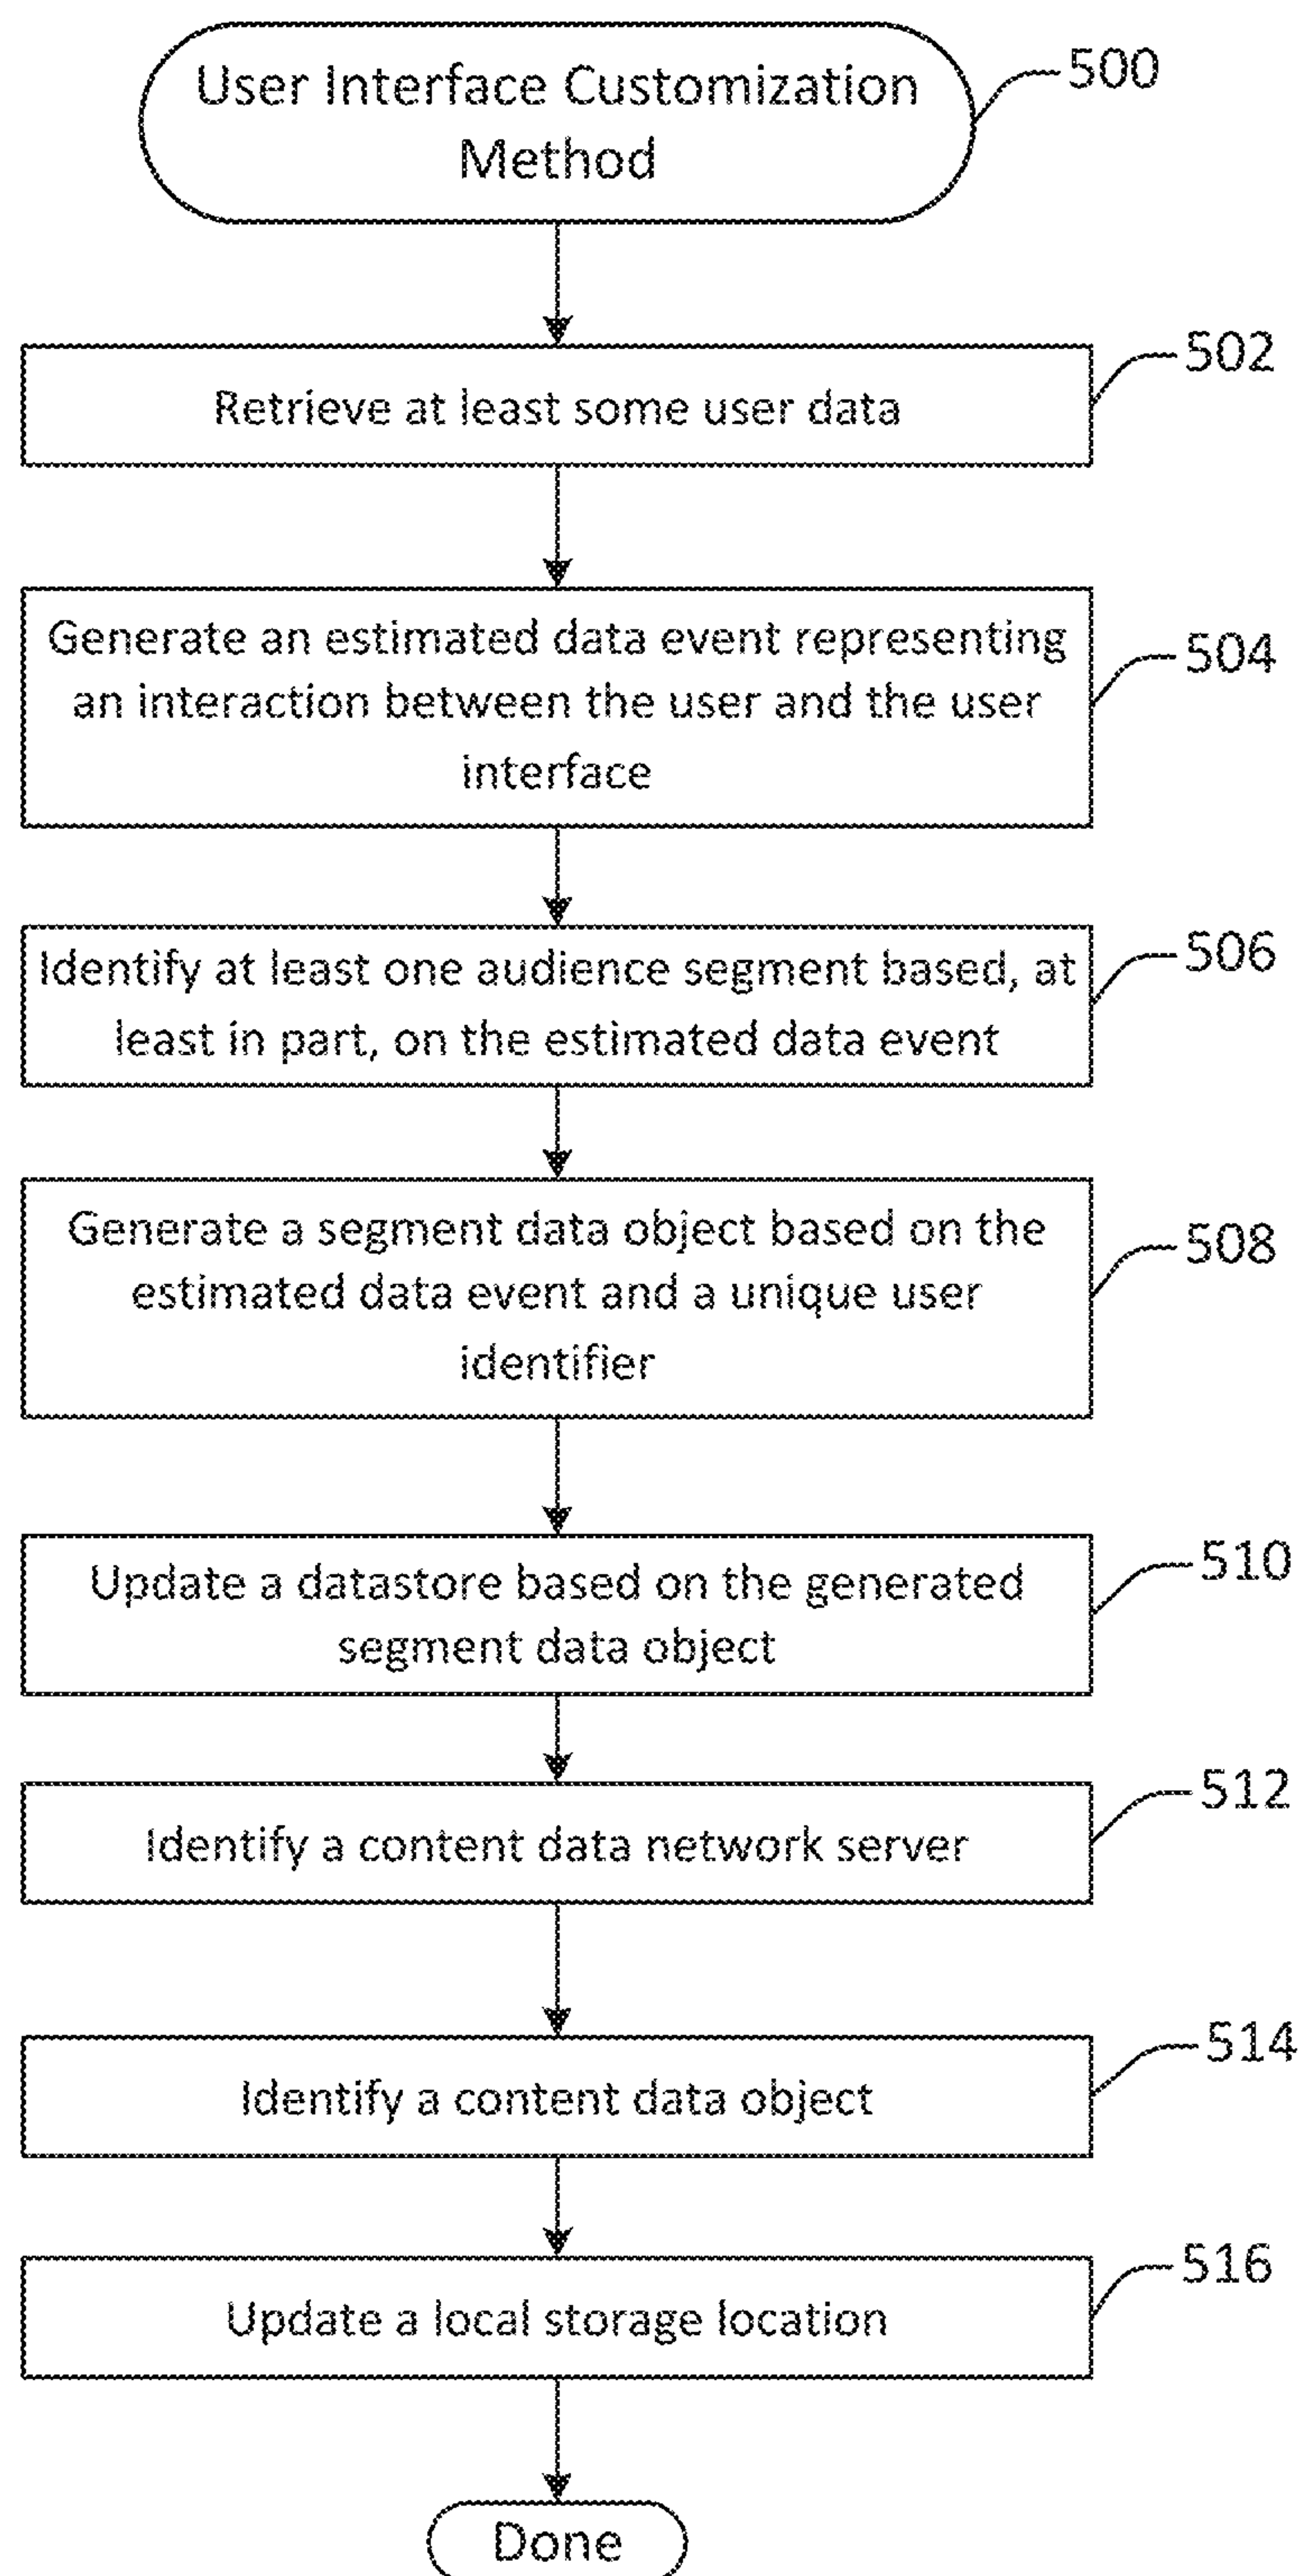 User Interface Customization
Method
500
Retrieve at least some user data
502
Generate an estimated data event representing
an interaction between the user and the user
interface
504
Identify at least one audience segment based, at
least in part, on the estimated data event
506
Generate a segment data object based on the
estimated data event and a unique user
identifier
508
Update a datastore based on the generated
segment data object
510
Identify a content data network server
512
Identify a content data object
514
Update a local storage location
516
Done